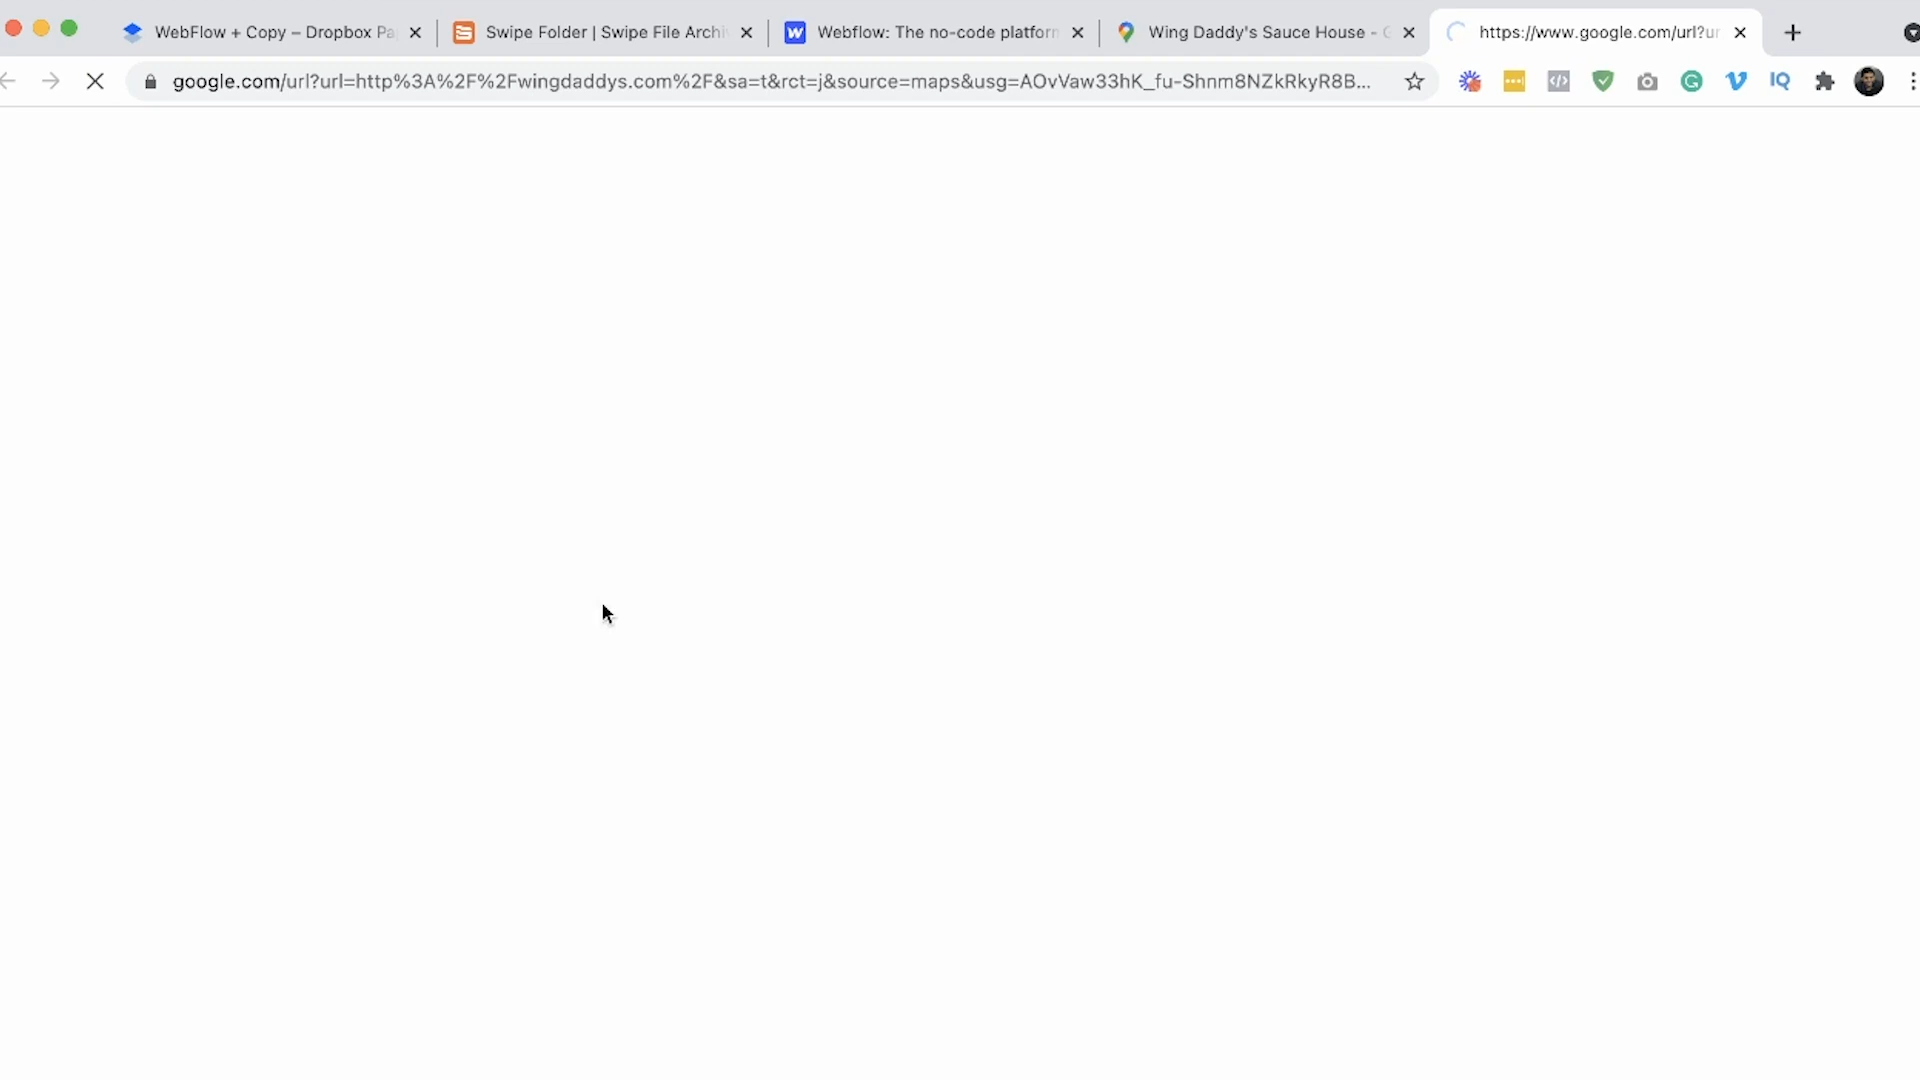 WebFlow + Copy – Dropbox Pa
Swipe Folder | Swipe File Archi
Webflow: The no-code platform
Wing Daddy's Sauce House - G
https://www.google.com/url?ur
google.com/url?url=http%3A%2F%2Fwingdaddys.com%2F&sa=t&rct=j&source=maps&usg=AOvVaw33hK_fu-Shnm8NZkRkyR8B...
IQ